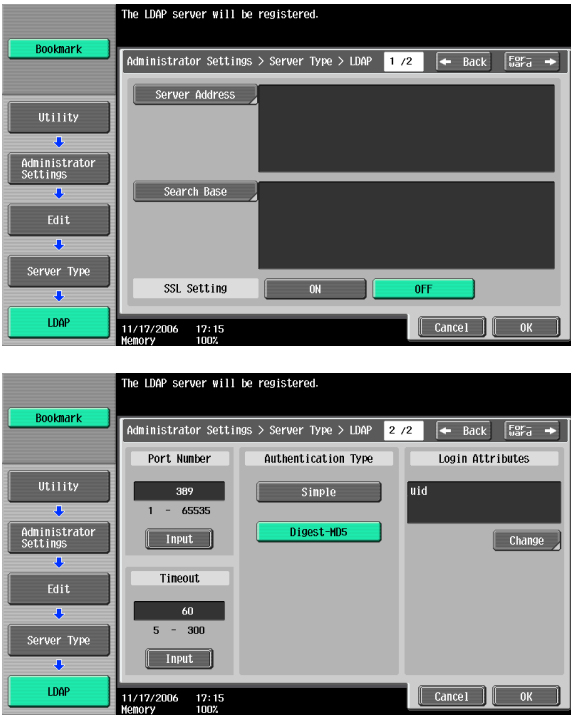 The LDAP server will be registered.
Bookmark
Administrator Settings > Server Type > LDAP 1 /2 Back For-ward
Utility
Administrator
Settings
Edit
Server Type
LDAP
Server Address
Search Base
SSL Setting ON OFF
11/17/2006 17:15
Memory 100%
Cancel OK
The LDAP server will be registered.
Bookmark
Administrator Settings > Server Type > LDAP 2 /2 Back For-ward
Utility
Administrator
Settings
Edit
Server Type
LDAP
Port Number
389
1 - 65535
Input
Timeout
60
5 - 300
Input
Authentication Type
Simple
Digest-MD5
Login Attributes
uid
Change
11/17/2006 17:15
Memory 100%
Cancel OK